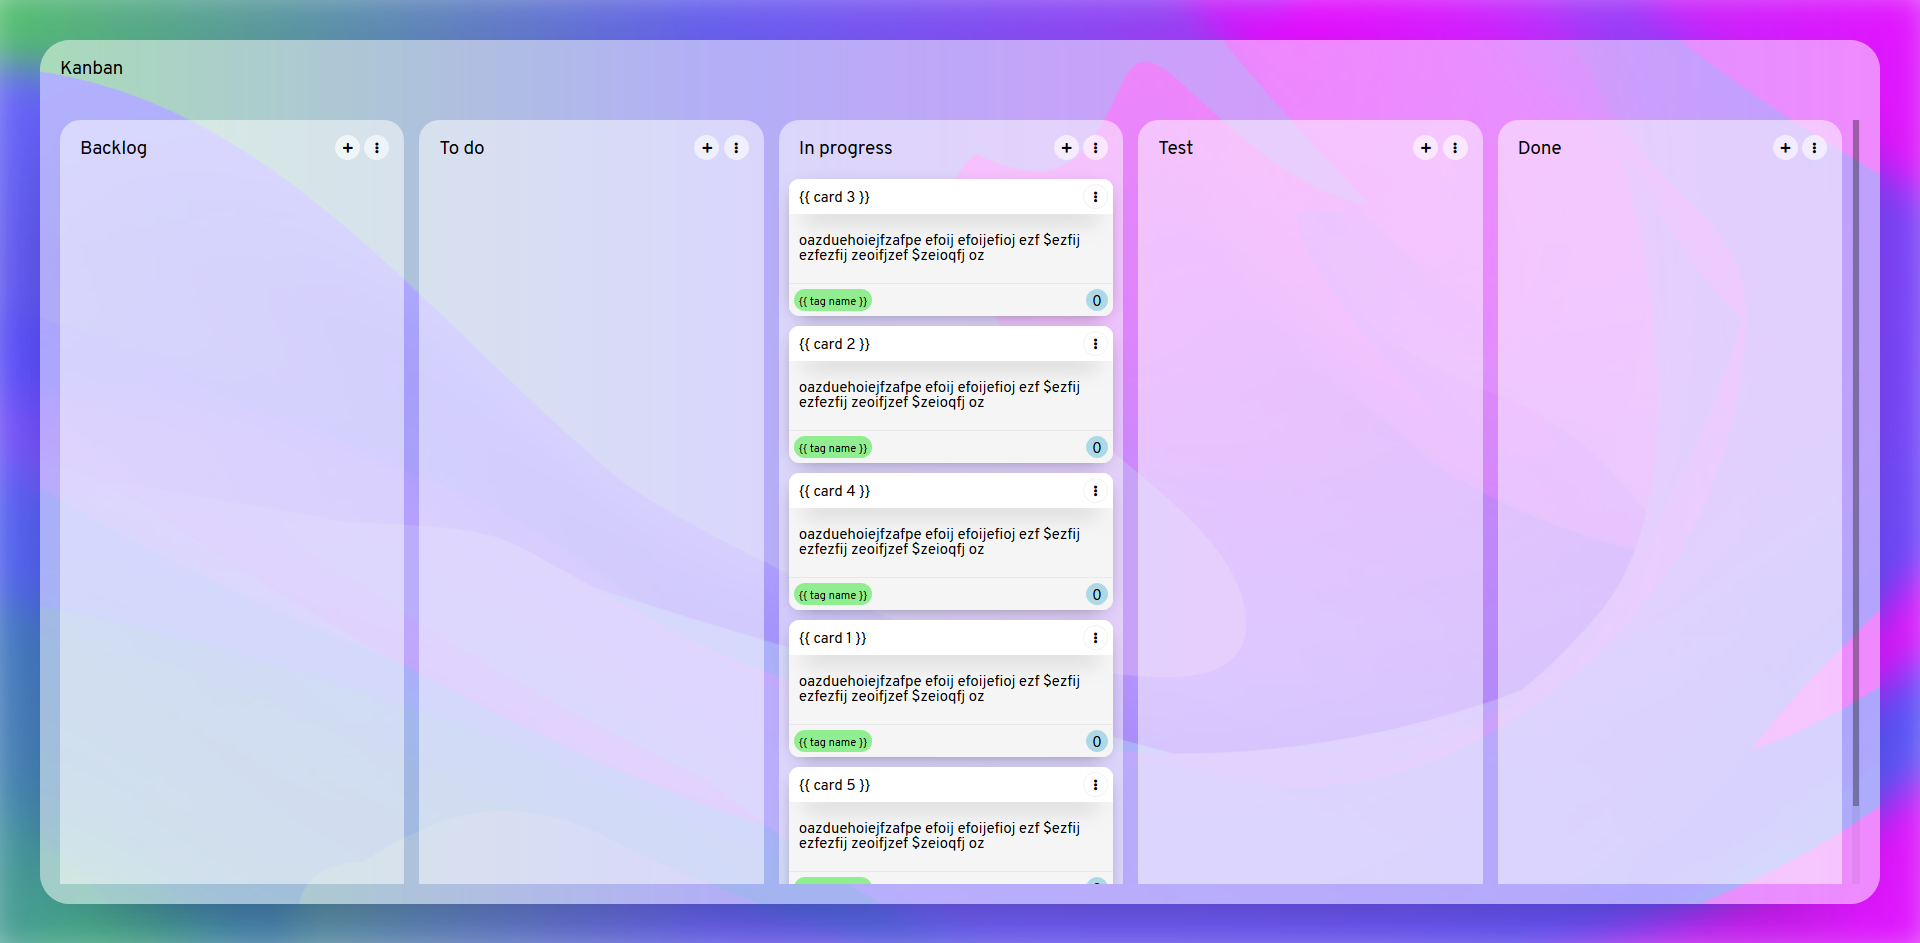 Kanban
Backlog
To do
In progress
Test
Done
{{ card 3 }}
oazduehoiejfzafpe efoij efoijefioj ezf $ezfij
ezfezfij zeoifjzef $zeioqfj oz
{{ tag name }} 0
{{ card 2 }}
oazduehoiejfzafpe efoij efoijefioj ezf $ezfij
ezfezfij zeoifjzef $zeioqfj oz
{{ tag name }} 0
{{ card 4 }}
oazduehoiejfzafpe efoij efoijefioj ezf $ezfij
ezfezfij zeoifjzef $zeioqfj oz
{{ tag name }} 0
{{ card 1 }}
oazduehoiejfzafpe efoij efoijefioj ezf $ezfij
ezfezfij zeoifjzef $zeioqfj oz
{{ tag name }} 0
{{ card 5 }}
oazduehoiejfzafpe efoij efoijefioj ezf $ezfij
ezfezfij zeoifjzef $zeioqfj oz